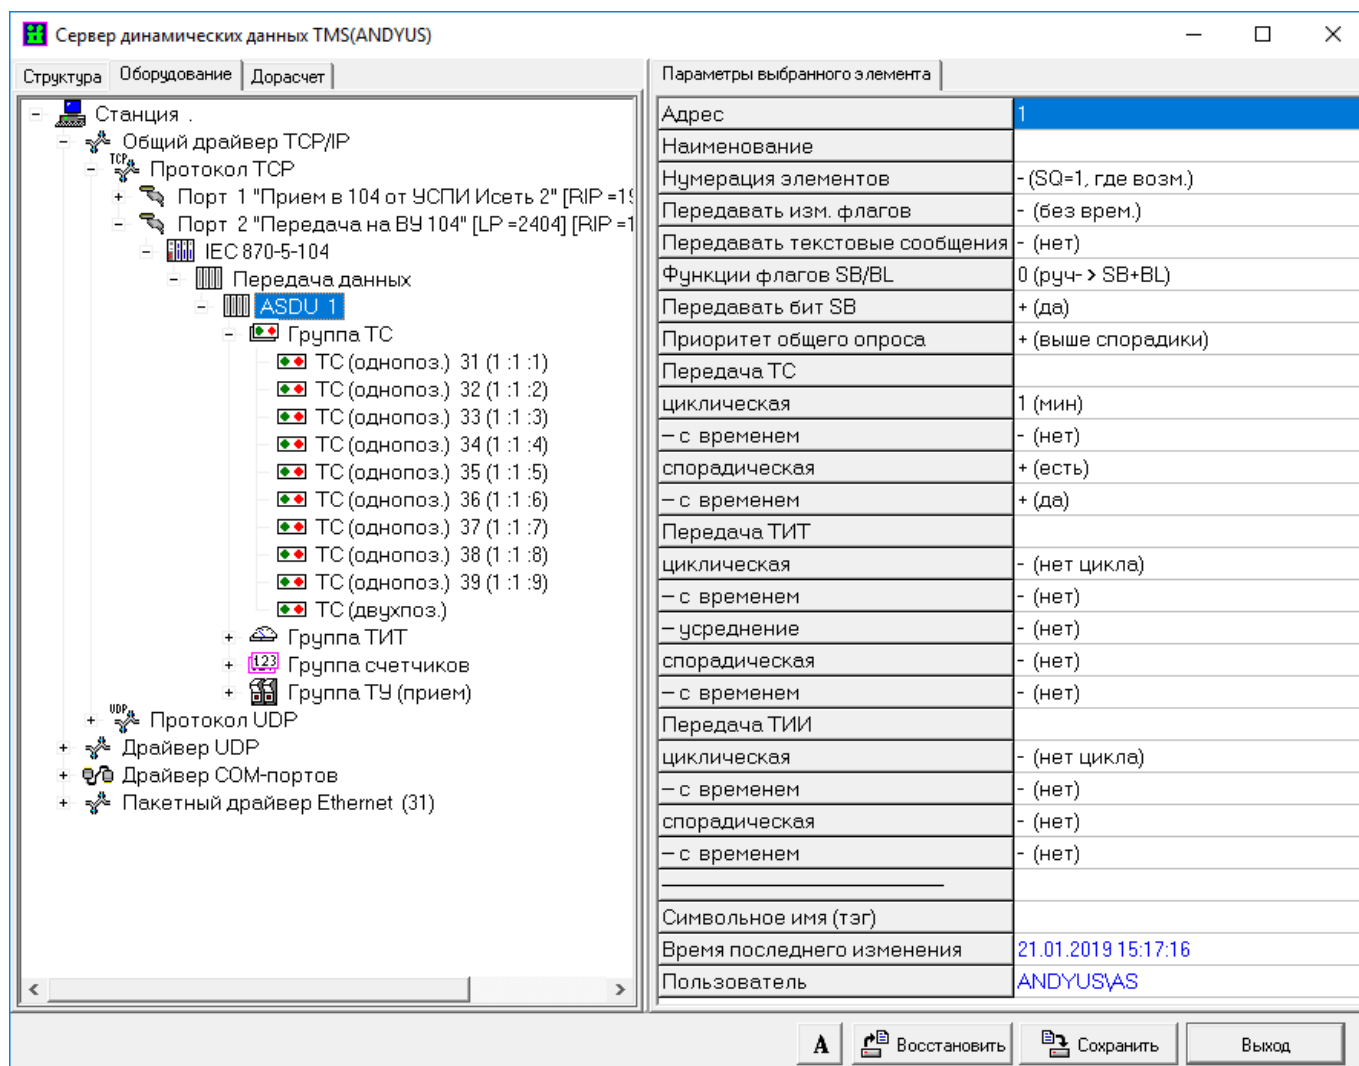 Сервер динамических данных TMS(ANDYUS)
Структура Оборудование Дорасчет
Станция .
Общий драйвер TCP/IP
TCP Протокол TCP
Порт 1 "Прием в 104 от УСПИ Исеть 2" [RIP =19
Порт 2 "Передача на ВУ 104" [LP =2404] [RIP =1
IEC 870-5-104
Передача данных
ASDU 1
Группа ТС
ТС (однопоз.) 31 (1 :1 :1)
ТС (однопоз.) 32 (1 :1 :2)
ТС (однопоз.) 33 (1 :1 :3)
ТС (однопоз.) 34 (1 :1 :4)
ТС (однопоз.) 35 (1 :1 :5)
ТС (однопоз.) 36 (1 :1 :6)
ТС (однопоз.) 37 (1 :1 :7)
ТС (однопоз.) 38 (1 :1 :8)
ТС (однопоз.) 39 (1 :1 :9)
ТС (двухпоз.)
Группа ТИТ
123 Группа счетчиков
Группа ТУ (прием)
UDP Протокол UDP
Драйвер UDP
Драйвер COM-портов
Пакетный драйвер Ethernet (31)
Параметры выбранного элемента
Адрес 1
Наименование
Нумерация элементов - (SQ=1, где возм.)
Передавать изм. флагов - (без врем.)
Передавать текстовые сообщения - (нет)
Функции флагов SB/BL 0 (руч-> SB+BL)
Передавать бит SB + (да)
Приоритет общего опроса + (выше спорадики)
Передача ТС
циклическая 1 (мин)
– с временем - (нет)
спорадическая + (есть)
– с временем + (да)
Передача ТИТ
циклическая - (нет цикла)
– с временем - (нет)
– усреднение - (нет)
спорадическая - (нет)
– с временем - (нет)
Передача ТИИ
циклическая - (нет цикла)
– с временем - (нет)
спорадическая - (нет)
– с временем - (нет)
Символьное имя (тэг)
Время последнего изменения 21.01.2019 15:17:16
Пользователь ANDYUS\AS
A Восстановить Сохранить Выход